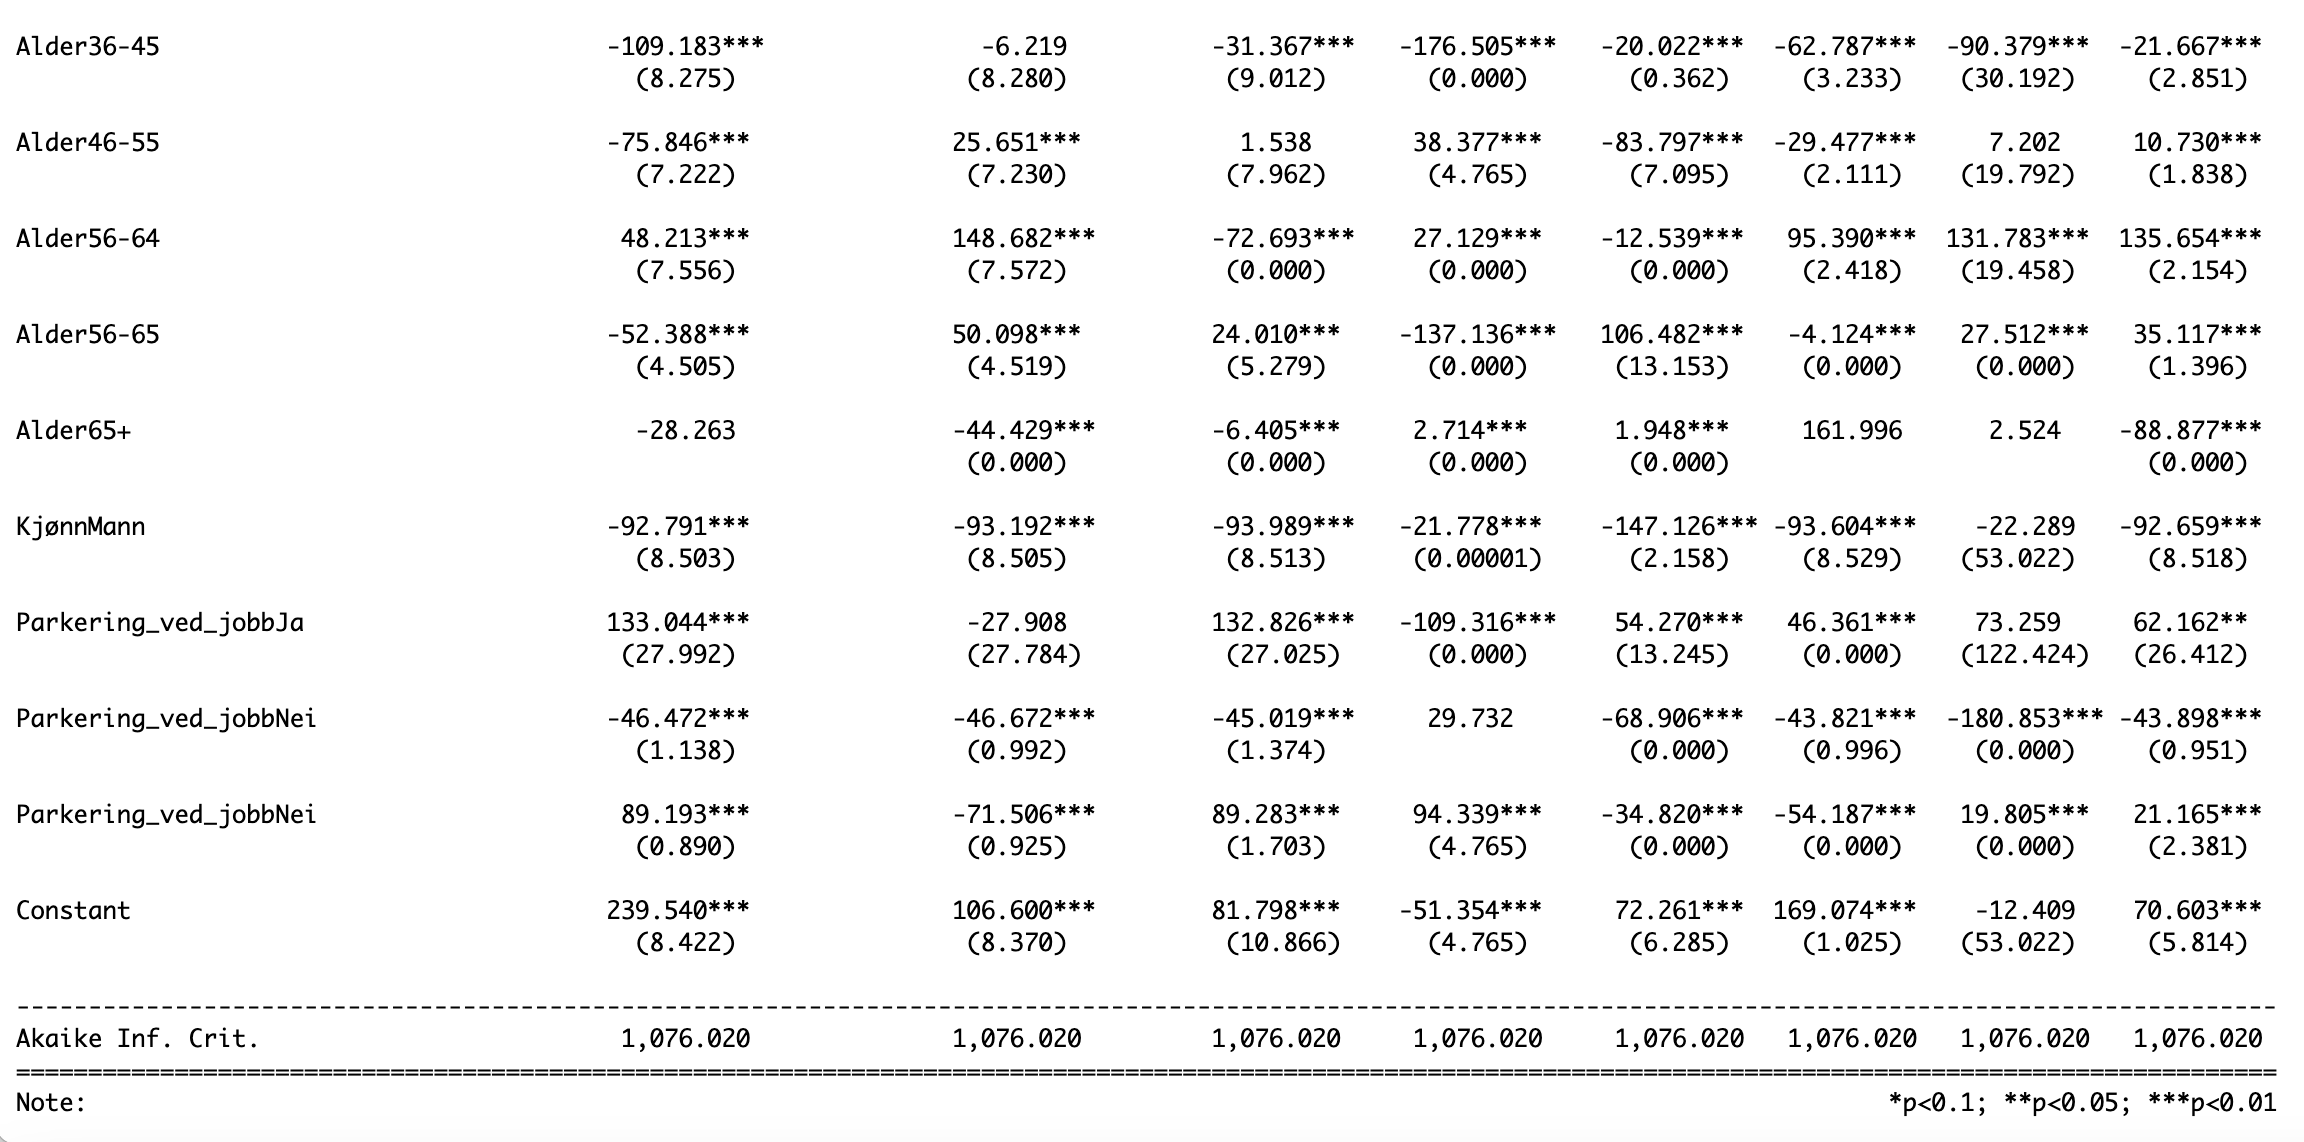 Alder36-45 -109.183*** -6.219 -31.367*** -176.505*** -20.022*** -62.787*** -90.379*** -21.667***
(8.275) (8.280) (9.012) (0.000) (0.362) (3.233) (30.192) (2.851)
Alder46-55 -75.846*** 25.651*** 1.538 38.377*** -83.797*** -29.477*** 7.202 10.730***
(7.222) (7.230) (7.962) (4.765) (7.095) (2.111) (19.792) (1.838)
Alder56-64 48.213*** 148.682*** -72.693*** 27.129*** -12.539*** 95.390*** 131.783*** 135.654***
(7.556) (7.572) (0.000) (0.000) (0.000) (2.418) (19.458) (2.154)
Alder56-65 -52.388*** 50.098*** 24.010*** -137.136*** 106.482*** -4.124*** 27.512*** 35.117***
(4.505) (4.519) (5.279) (0.000) (13.153) (0.000) (0.000) (1.396)
Alder65+ -28.263 -44.429*** -6.405*** 2.714*** 1.948*** 161.996 2.524 -88.877***
(0.000) (0.000) (0.000) (0.000) (0.000)
KjønnMann -92.791*** -93.192*** -93.989*** -21.778*** -147.126*** -93.604*** -22.289 -92.659***
(8.503) (8.505) (8.513) (0.00001) (2.158) (8.529) (53.022) (8.518)
Parkering_ved_jobbJa 133.044*** -27.908 132.826*** -109.316*** 54.270*** 46.361*** 73.259 62.162**
(27.992) (27.784) (27.025) (0.000) (13.245) (0.000) (122.424) (26.412)
Parkering_ved_jobbNei -46.472*** -46.672*** -45.019*** 29.732 -68.906*** -43.821*** -180.853*** -43.898***
(1.138) (0.992) (1.374) (0.000) (0.996) (0.000) (0.951)
Parkering_ved_jobbNei 89.193*** -71.506*** 89.283*** 94.339*** -34.820*** -54.187*** 19.805*** 21.165***
(0.890) (0.925) (1.703) (4.765) (0.000) (0.000) (0.000) (2.381)
Constant 239.540*** 106.600*** 81.798*** -51.354*** 72.261*** 169.074*** -12.409 70.603***
(8.422) (8.370) (10.866) (4.765) (6.285) (1.025) (53.022) (5.814)
Akaike Inf. Crit. 1,076.020 1,076.020 1,076.020 1,076.020 1,076.020 1,076.020 1,076.020 1,076.020
Note: *p<0.1; **p<0.05; ***p<0.01